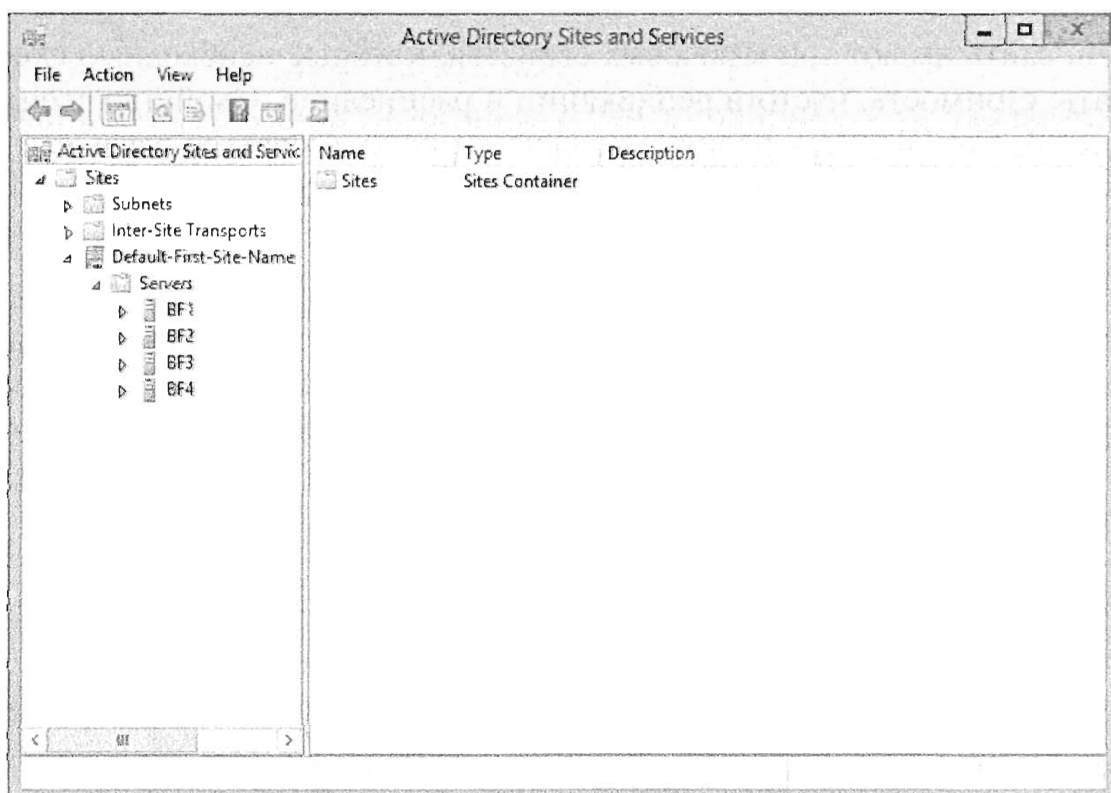 Active Directory Sites and Services
File Action View Help
Active Directory Sites and Servic
Sites
Subnets
Inter-Site Transports
Default-First-Site-Name
Servers
BF1
BF2
BF3
BF4
Name Type Description
Sites Sites Container